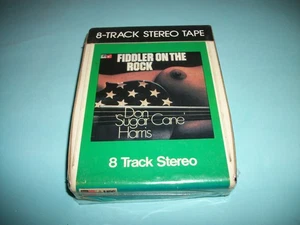 8-TRACK STEREO TAPE
FIDDLER ON THE
ROCK
Don
"Sugar Cane"
Harris
8 Track Stereo